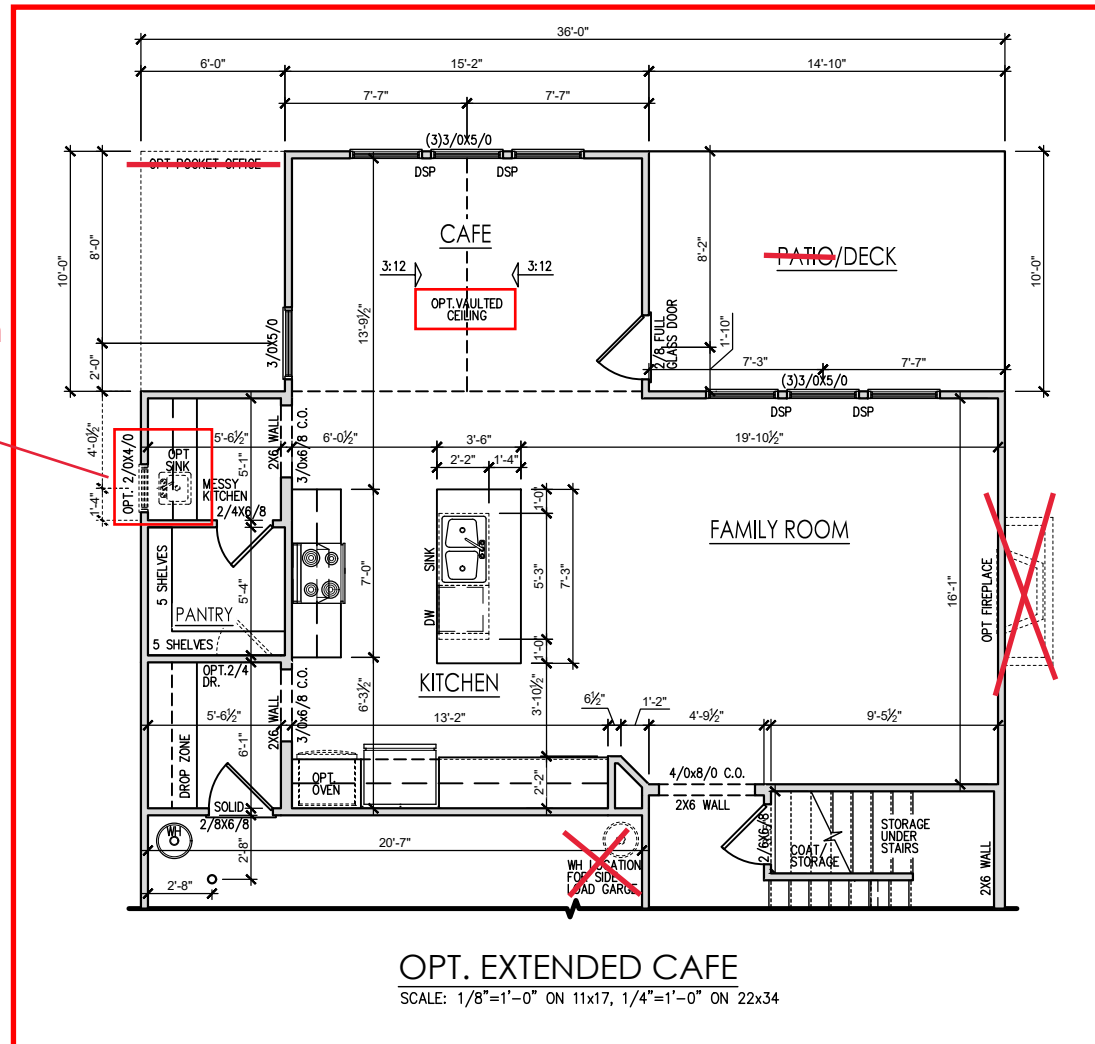 36'-0"
6'-0"
15'-2"
14'-10"
7'-7"
7'-7"
(3)3/0X5/0
OPT POCKET OFFICE
DSP
DSP
CAFE
3:12
3:12
OPT.VAULTED
CEILING
PATIO/DECK
10'-0"
8'-0"
2'-0"
13'-9½"
8'-2"
10'-0"
3/0X5/0
2/8 FULL
GLASS DOOR
1'-10"
7'-3"
7'-7"
(3)3/0X5/0
DSP
DSP
4'-0½"
1'-4"
OPT. 2/0X4/0
5'-6½"
OPT
SINK
5'-1"
2X6 WALL
3/0x6/8 C.O.
6'-0½"
3'-6"
2'-2"
1'-4"
19'-10½"
MESSY
KITCHEN
2/4X6/8
1'-0"
SINK
5'-3"
7'-3"
7'-0"
DW
1'-0"
FAMILY ROOM
16'-1"
OPT FIREPLACE
5 SHELVES
PANTRY
5'-4"
5 SHELVES
OPT.2/4
DR.
5'-6½"
2X6 WALL
3/0x6/8 C.O.
6'-3½"
KITCHEN
3'-10½"
13'-2"
6½"
1'-2"
4'-9½"
9'-5½"
DROP ZONE
6'-1"
OPT.
OVEN
2'-2"
4/0x8/0 C.O.
2X6 WALL
SOLID
2/8X6/8
WH
20'-7"
2'-8"
2'-8"
WH LOCATION
FOR SIDE
LOAD GARGE
2/6X6/8
COAT/
STORAGE
STORAGE
UNDER
STAIRS
2X6 WALL
OPT. EXTENDED CAFE
SCALE: 1/8"=1'-0" ON 11x17, 1/4"=1'-0" ON 22x34